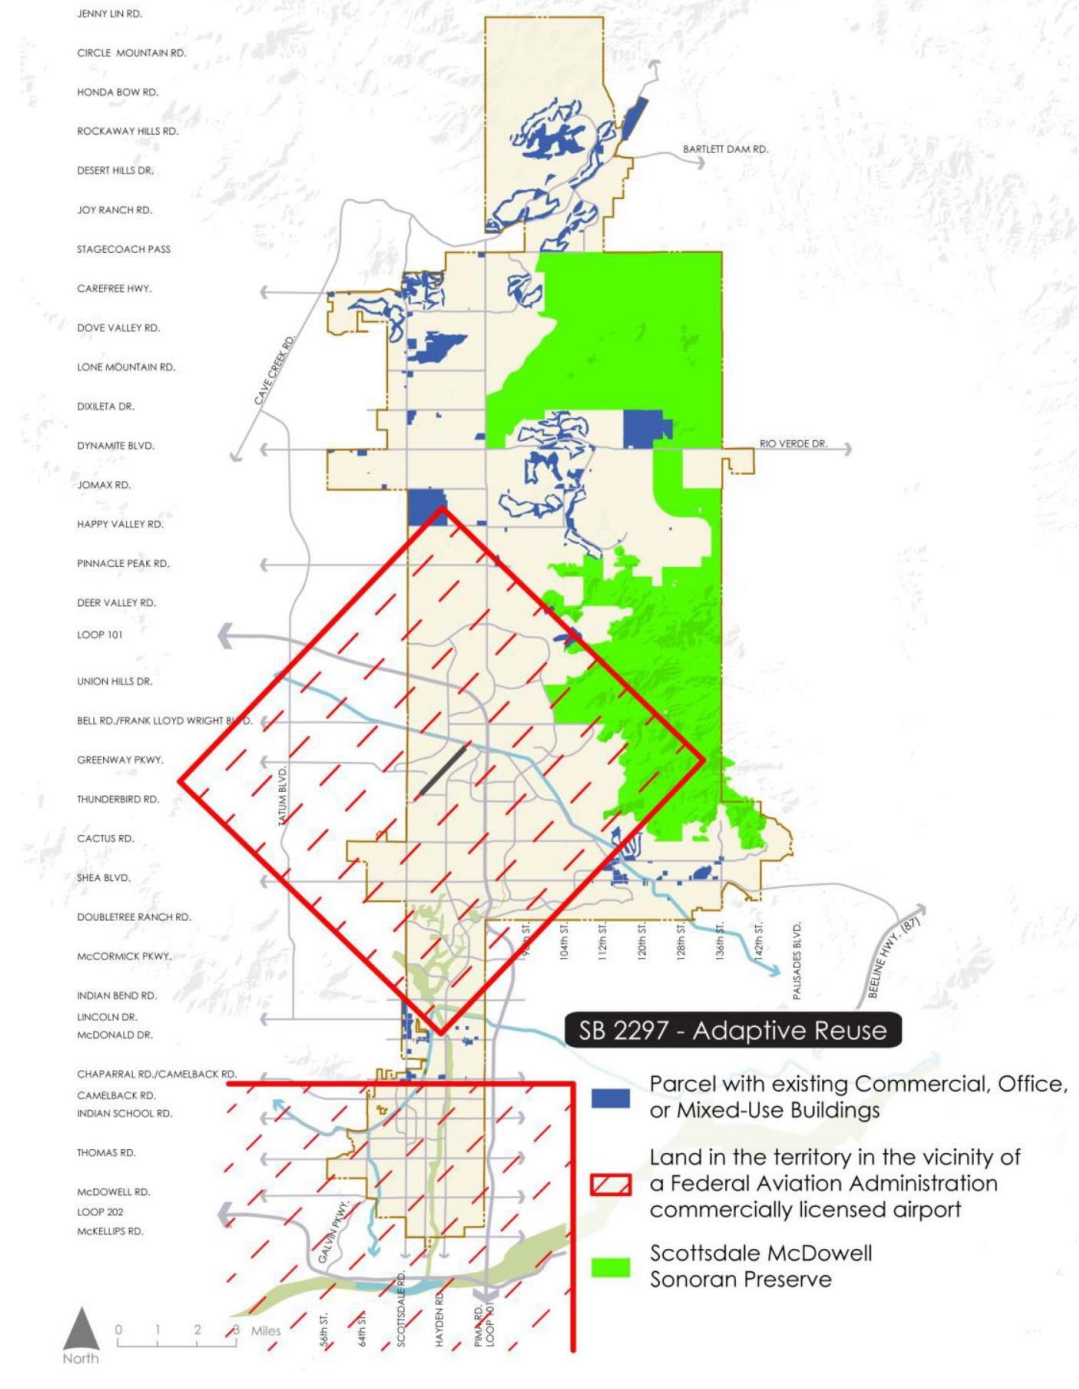 JENNY LIN RD.
CIRCLE MOUNTAIN RD.
HONDA BOW RD.
ROCKAWAY HILLS RD.
BARTLETT DAM RD.
DESERT HILLS DR.
JOY RANCH RD.
STAGECOACH PASS
CAREFREE HWY.
DOVE VALLEY RD.
CAVE CREEK RD.
LONE MOUNTAIN RD.
DIXILETA DR.
DYNAMITE BLVD.
RIO VERDE DR.
JOMAX RD.
HAPPY VALLEY RD.
PINNACLE PEAK RD.
DEER VALLEY RD.
LOOP 101
UNION HILLS DR.
BELL RD./FRANK LLOYD WRIGHT BLVD.
GREENWAY PKWY.
TATUM BLVD.
THUNDERBIRD RD.
CACTUS RD.
SHEA BLVD.
DOUBLETREE RANCH RD.
McCORMICK PKWY.
104th ST.
112th ST.
120th ST.
128th ST.
136th ST.
142th ST.
PALISADES BLVD.
BEELINE HWY. (87)
INDIAN BEND RD.
LINCOLN DR.
McDONALD DR.
SB 2297 - Adaptive Reuse
CHAPARRAL RD./CAMELBACK RD.
CAMELBACK RD.
INDIAN SCHOOL RD.
THOMAS RD.
McDOWELL RD.
LOOP 202
McKELLIPS RD.
GALVIN PKWY.
56th ST.
64th ST.
SCOTTSDALE RD.
HAYDEN RD.
PIMA RD.
LOOP 101
Parcel with existing Commercial, Office,
or Mixed-Use Buildings
Land in the territory in the vicinity of
a Federal Aviation Administration
commercially licensed airport
Scottsdale McDowell
Sonoran Preserve
North
0 1 2 3 Miles